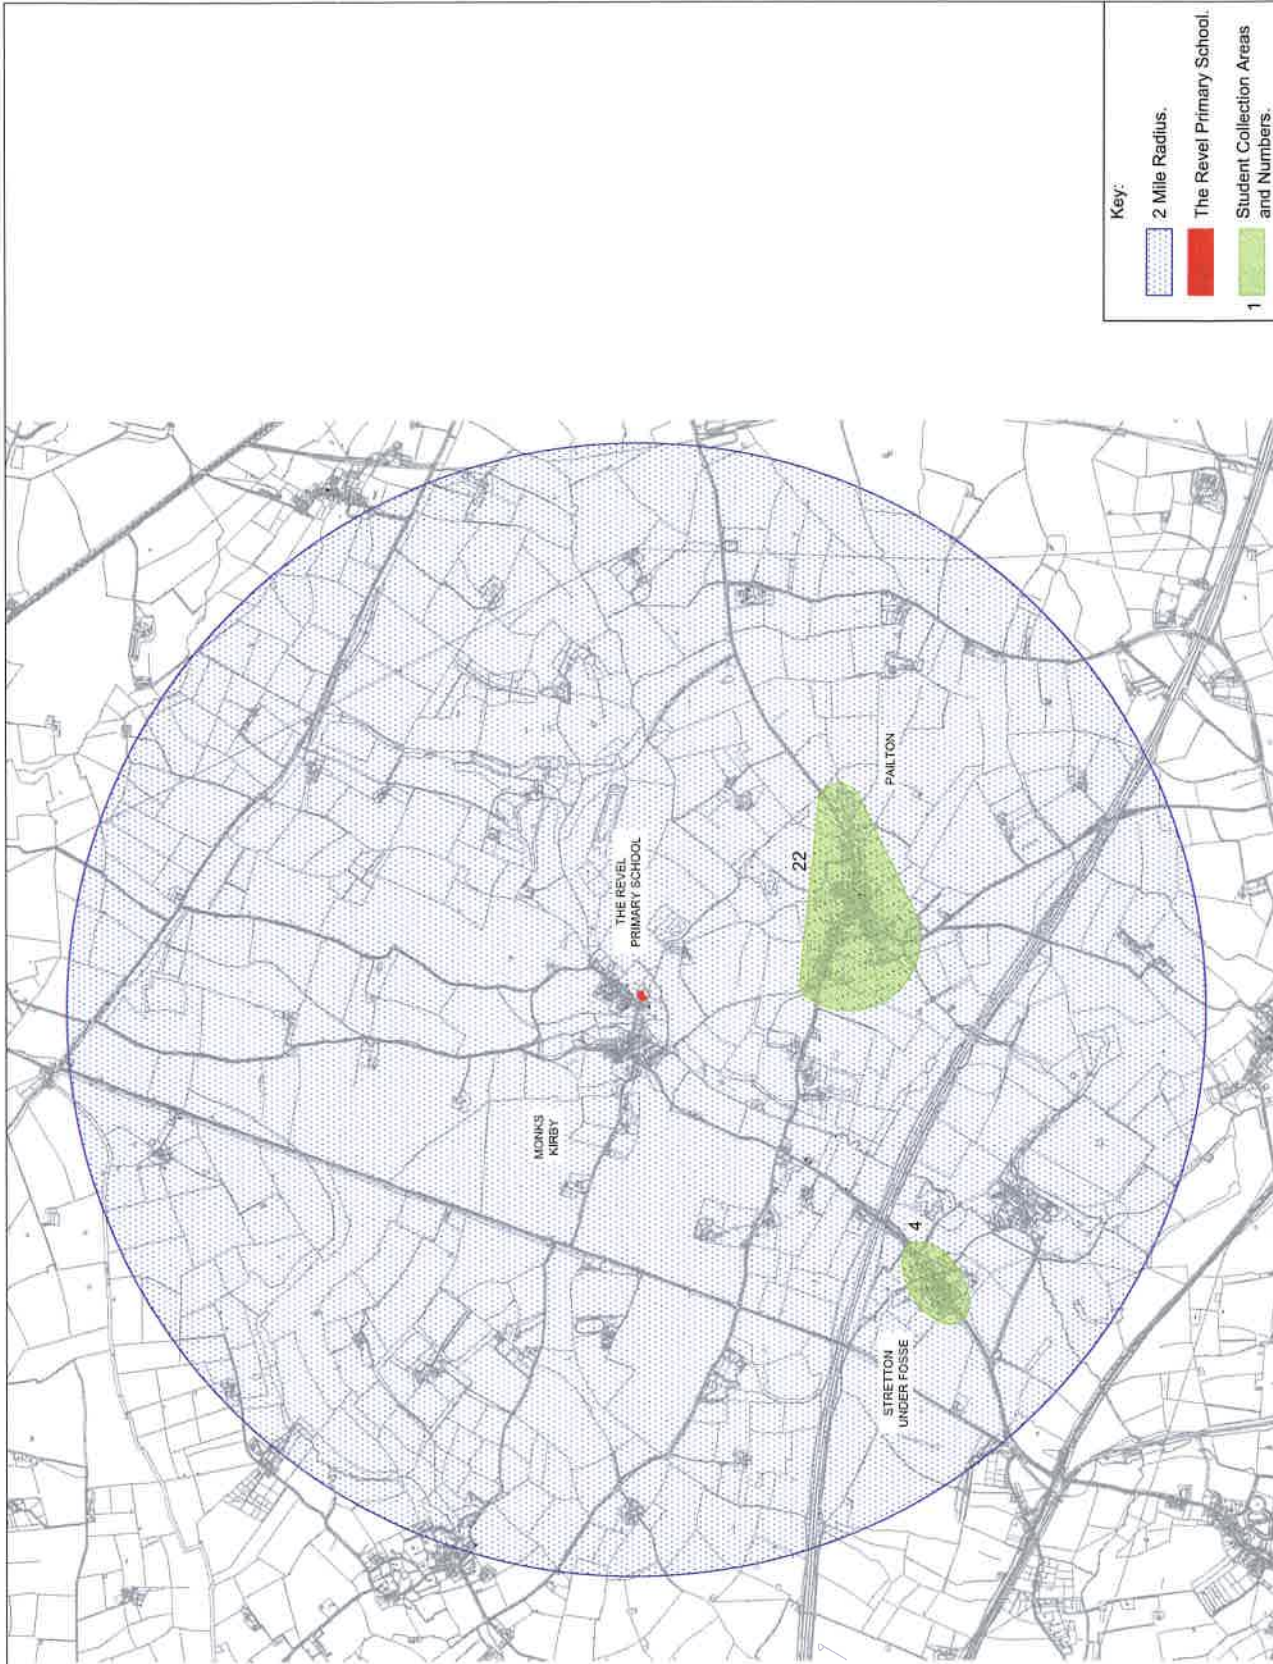 MONKS
KIRBY
THE REVEL
PRIMARY SCHOOL
22
PAILTON
4
STRETTON
UNDER FOSSE
Key:
2 Mile Radius.
The Revel Primary School.
1
Student Collection Areas
and Numbers.